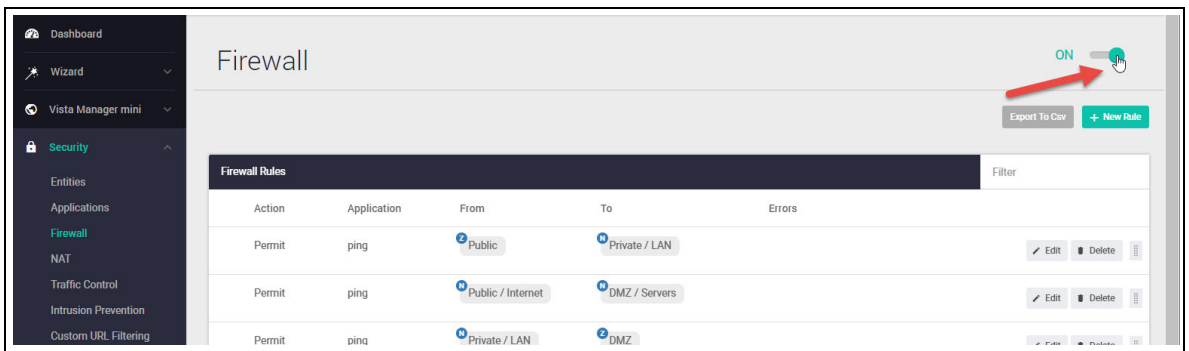 Dashboard
Wizard
Vista Manager mini
Security
Entities
Applications
Firewall
NAT
Traffic Control
Intrusion Prevention
Custom URL Filtering
Firewall
ON
Export To Csv
+ New Rule
Firewall Rules
Filter
Action Application From To Errors
Permit ping Z Public N Private / LAN Edit Delete
Permit ping N Public / Internet N DMZ / Servers Edit Delete
Permit ping N Private / LAN Z DMZ Edit Delete